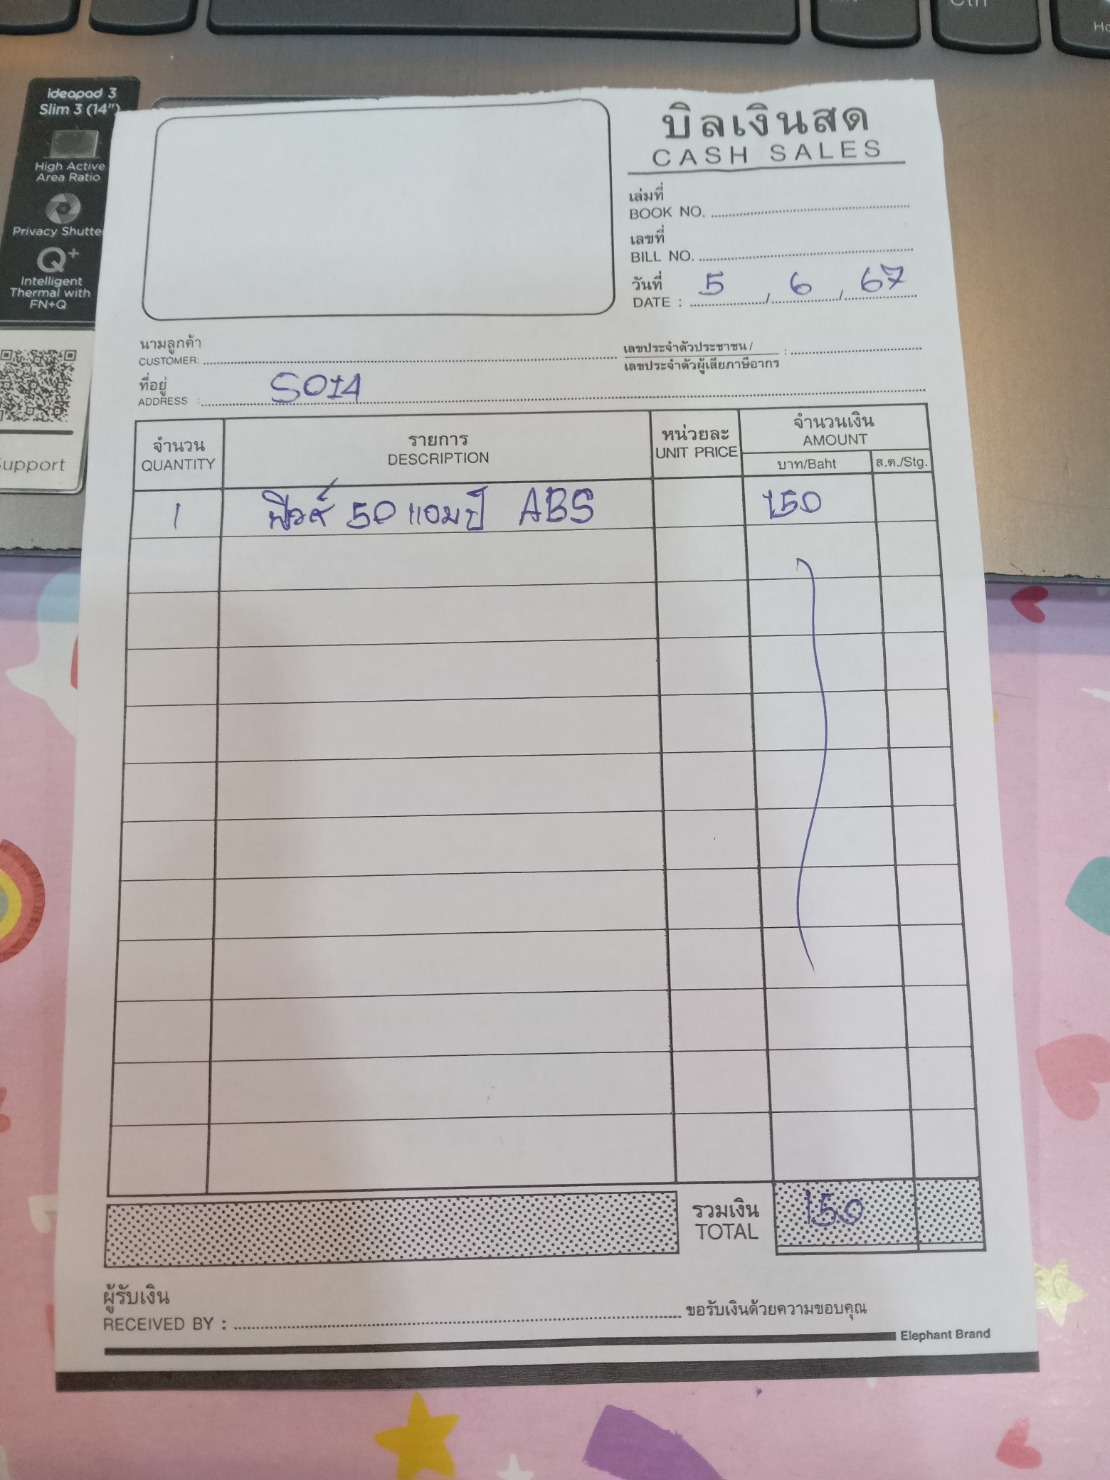 Ctrl
ideapad 3
Slim 3 (14")
High Active
Area Ratio
Privacy Shutte
Q+
Intelligent
Thermal with
FN+Q
upport
บิลเงินสด
CASH SALES
เล่มที่
BOOK NO.
เลขที่
BILL NO.
วันที่
DATE : 5 / 6 / 67
นามลูกค้า
CUSTOMER:
เลขประจำตัวประชาชน / :
เลขประจำตัวผู้เสียภาษีอากร
ที่อยู่
ADDRESS :
จำนวน รายการ หน่วยละ จำนวนเงิน
QUANTITY DESCRIPTION UNIT PRICE AMOUNT
บาท/Baht ส.ต./Stg.
1 ฟิวส์ 50 แอมป์ ABS 150
รวมเงิน 150
TOTAL
ผู้รับเงิน
RECEIVED BY : ขอรับเงินด้วยความขอบคุณ
Elephant Brand